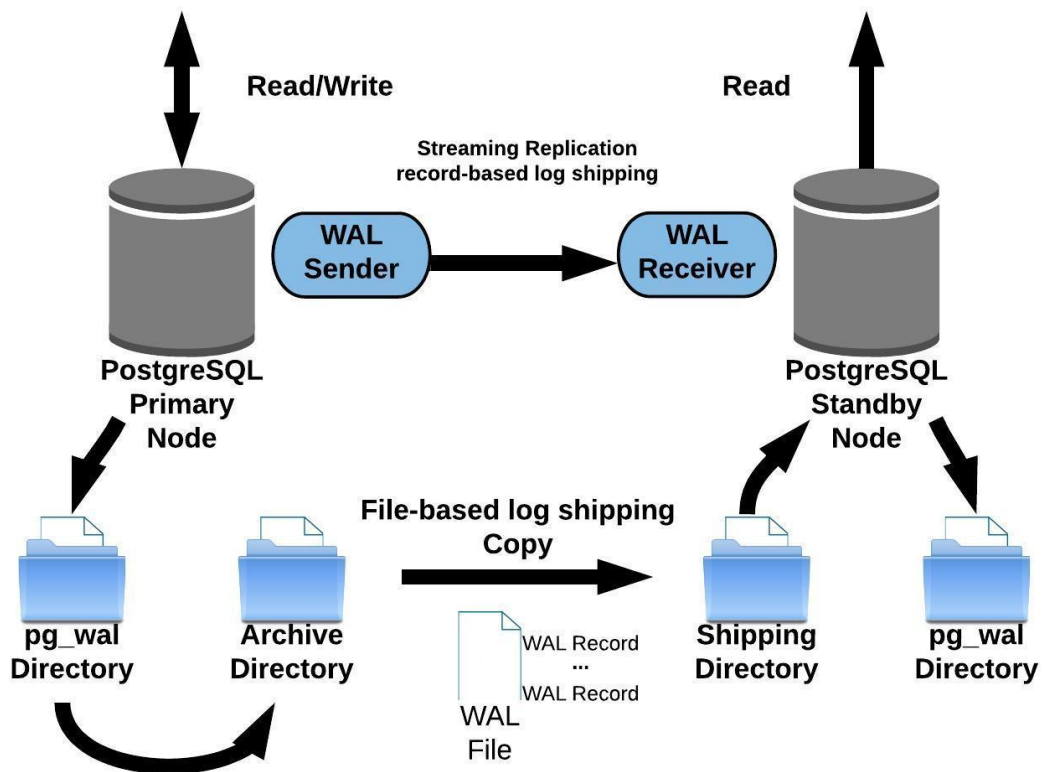 Read/Write
Read
Streaming Replication
record-based log shipping
WAL
Sender
WAL
Receiver
PostgreSQL
Primary
Node
PostgreSQL
Standby
Node
File-based log shipping
Copy
pg_wal
Directory
Archive
Directory
WAL Record
...
WAL Record
WAL
File
Shipping
Directory
pg_wal
Directory